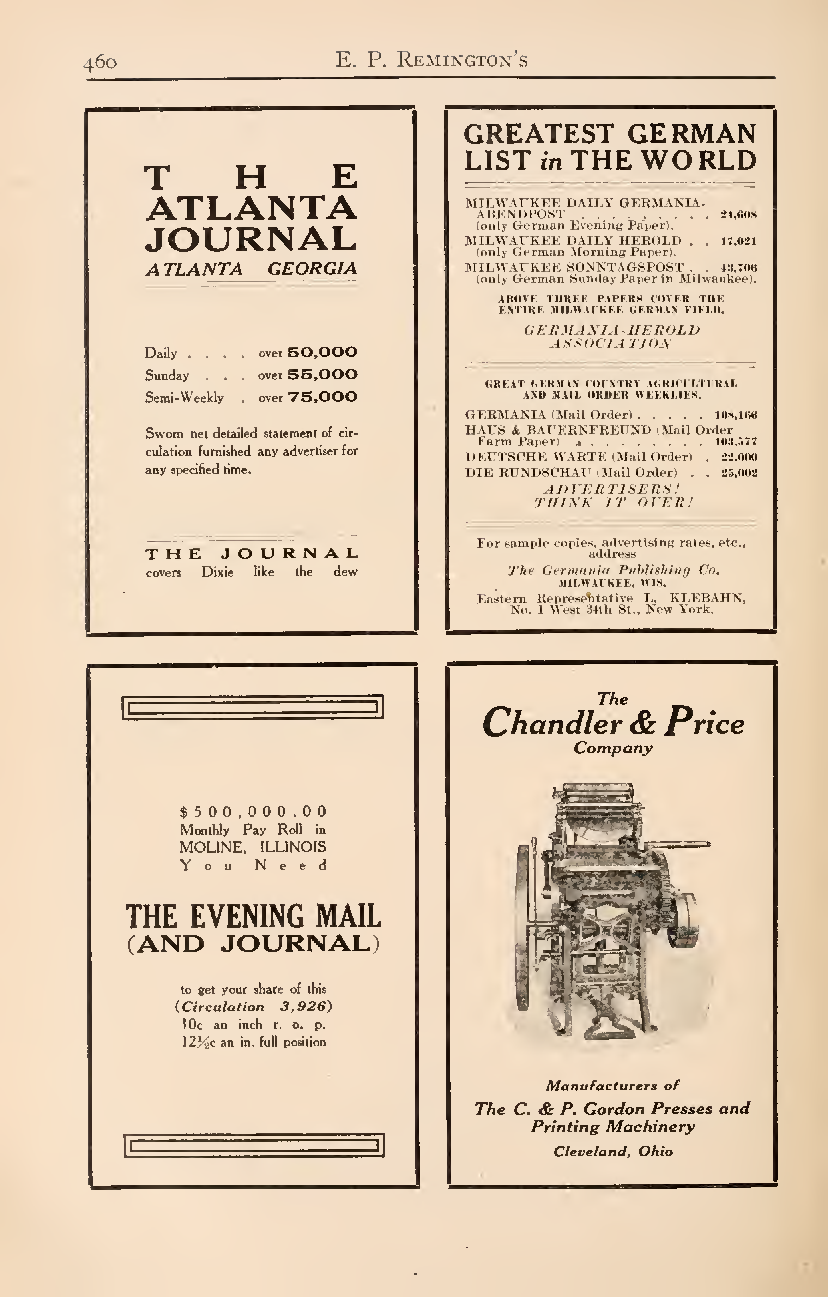 460
E. P. Remington's
T H E
ATLANTA
JOURNAL
ATLANTA GEORGIA
Daily . . . . over 50,000
Sunday . . . over 55,000
Semi-Weekly . over 75,000
Sworn net detailed statement of cir-
culation furnished any advertiser for
any specified time.
THE JOURNAL
covers Dixie like the dew
GREATEST GERMAN
LIST in THE WORLD
MILWAUKEE DAILY GERMANIA-
ABENDPOST . . . . . . . . . 24,608
(only German Evening Paper).
MILWAUKEE DAILY HEROLD . . 17,021
(only German Morning Paper).
MILWAUKEE SONNTAGSPOST . . 43,706
(only German Sunday Paper in Milwaukee).
ABOVE THREE PAPERS COVER THE
ENTIRE MILWAUKEE GERMAN FIELD.
GERMANIA-HEROLD
ASSOCIATION
GREAT GERMAN COUNTRY AGRICULTURAL
AND MAIL ORDER WEEKLIES.
GERMANIA (Mail Order) . . . . . 108,166
HAUS & BAUERNFREUND (Mail Order
Farm Paper) . . . . . . . . . 103,577
DEUTSCHE WARTE (Mail Order) . 22,000
DIE RUNDSCHAU (Mail Order) . . 25,002
ADVERTISERS!
THINK IT OVER!
For sample copies, advertising rates, etc.,
address
The Germania Publishing Co.
MILWAUKEE, WIS.
Eastern Representative L. KLEBAHN,
No. 1 West 34th St., New York.
$500,000.00
Monthly Pay Roll in
MOLINE, ILLINOIS
You Need
THE EVENING MAIL
(AND JOURNAL)
to get your share of this
(Circulation 3,926)
10c an inch r. o. p.
12½c an in. full position
The
Chandler & Price
Company
Manufacturers of
The C. & P. Gordon Presses and
Printing Machinery
Cleveland, Ohio